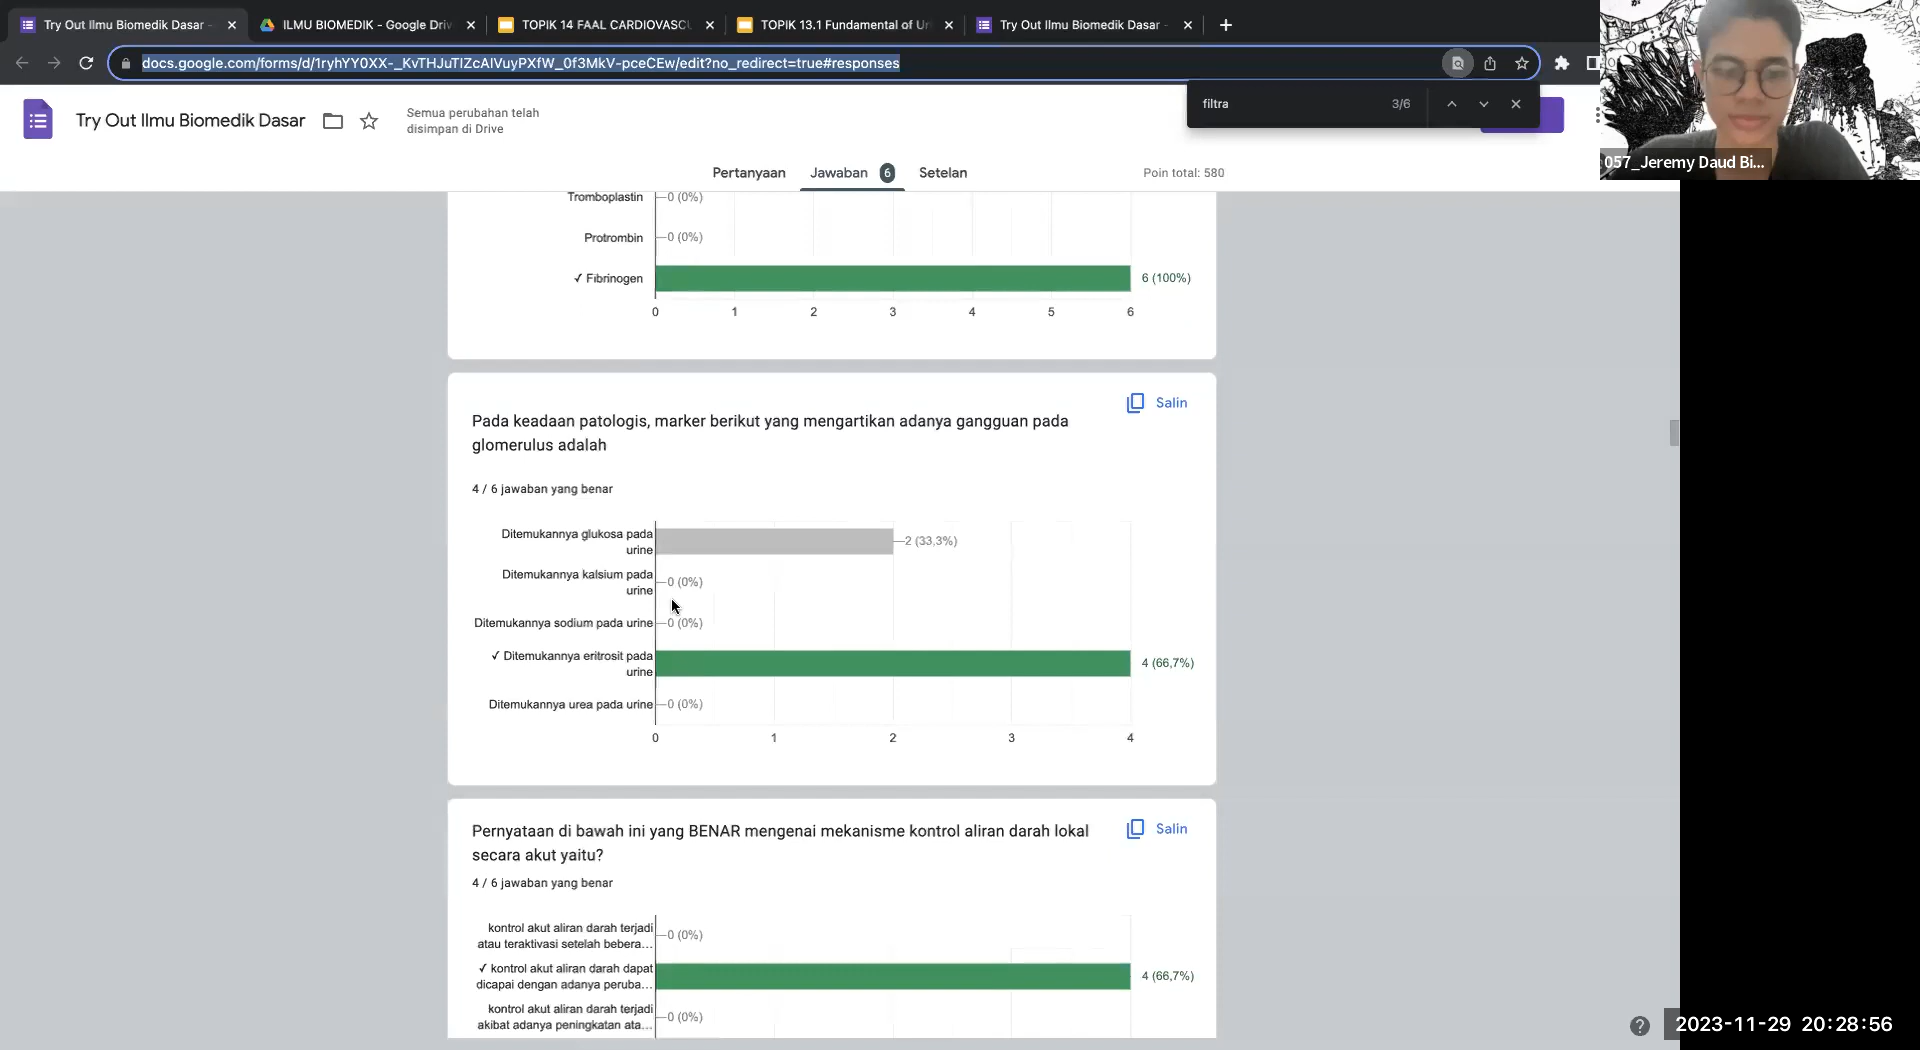 Try Out Ilmu Biomedik Dasar -
ILMU BIOMEDIK - Google Driv
TOPIK 14 FAAL CARDIOVASCU
TOPIK 13.1 Fundamental of Uri
Try Out Ilmu Biomedik Dasar -
docs.google.com/forms/d/1ryhYY0XX-_KvTHJuTlZcAlVuyPXfW_0f3MkV-pceCEw/edit?no_redirect=true#responses
filtra 3/6
Try Out Ilmu Biomedik Dasar
Semua perubahan telah
disimpan di Drive
057_Jeremy Daud Bi...
Pertanyaan
Jawaban 6
Setelan
Poin total: 580
Tromboplastin 0 (0%)
Protrombin 0 (0%)
✓ Fibrinogen 6 (100%)
0 1 2 3 4 5 6
Salin
Pada keadaan patologis, marker berikut yang mengartikan adanya gangguan pada
glomerulus adalah
4 / 6 jawaban yang benar
Ditemukannya glukosa pada
urine
2 (33,3%)
Ditemukannya kalsium pada
urine
0 (0%)
Ditemukannya sodium pada urine 0 (0%)
✓ Ditemukannya eritrosit pada
urine
4 (66,7%)
Ditemukannya urea pada urine 0 (0%)
0 1 2 3 4
Salin
Pernyataan di bawah ini yang BENAR mengenai mekanisme kontrol aliran darah lokal
secara akut yaitu?
4 / 6 jawaban yang benar
kontrol akut aliran darah terjadi
atau teraktivasi setelah bebera...
0 (0%)
✓ kontrol akut aliran darah dapat
dicapai dengan adanya peruba...
4 (66,7%)
kontrol akut aliran darah terjadi
akibat adanya peningkatan ata...
0 (0%)
2023-11-29 20:28:56